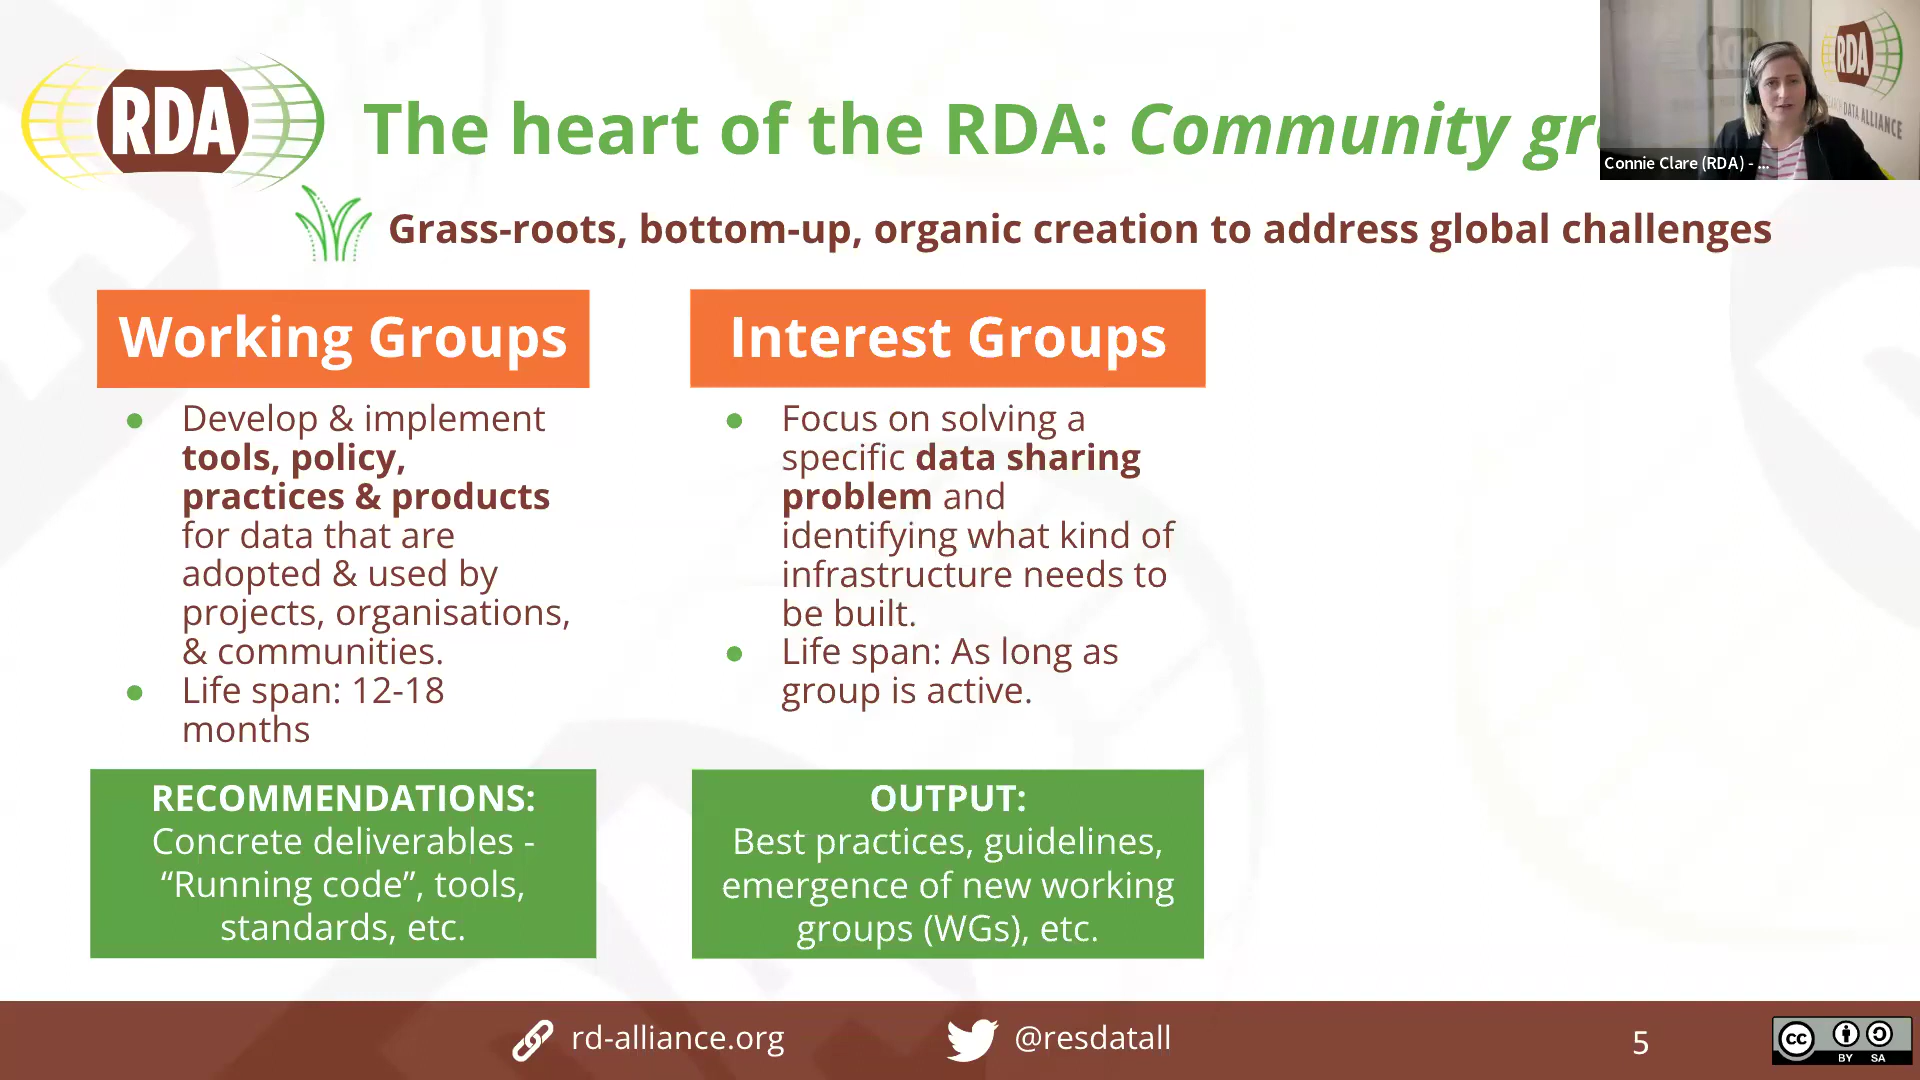 RDA
The heart of the RDA: Community gr
RDA
DATA ALLIANCE
Connie Clare (RDA) - ...
Grass-roots, bottom-up, organic creation to address global challenges
Working Groups
● Develop & implement
tools, policy,
practices & products
for data that are
adopted & used by
projects, organisations,
& communities.
● Life span: 12-18
months
RECOMMENDATIONS:
Concrete deliverables -
“Running code”, tools,
standards, etc.
Interest Groups
● Focus on solving a
specific data sharing
problem and
identifying what kind of
infrastructure needs to
be built.
● Life span: As long as
group is active.
OUTPUT:
Best practices, guidelines,
emergence of new working
groups (WGs), etc.
rd-alliance.org
@resdatall
5
cc
BY SA